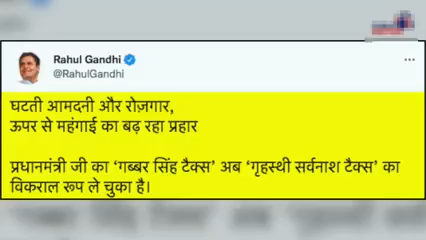 Rahul Gandhi
@RahulGandhi
घटती आमदनी और रोज़गार,
ऊपर से महंगाई का बढ़ रहा प्रहार
प्रधानमंत्री जी का ‘गब्बर सिंह टैक्स’ अब ‘गृहस्थी सर्वनाश टैक्स’ का
विकराल रूप ले चुका है।